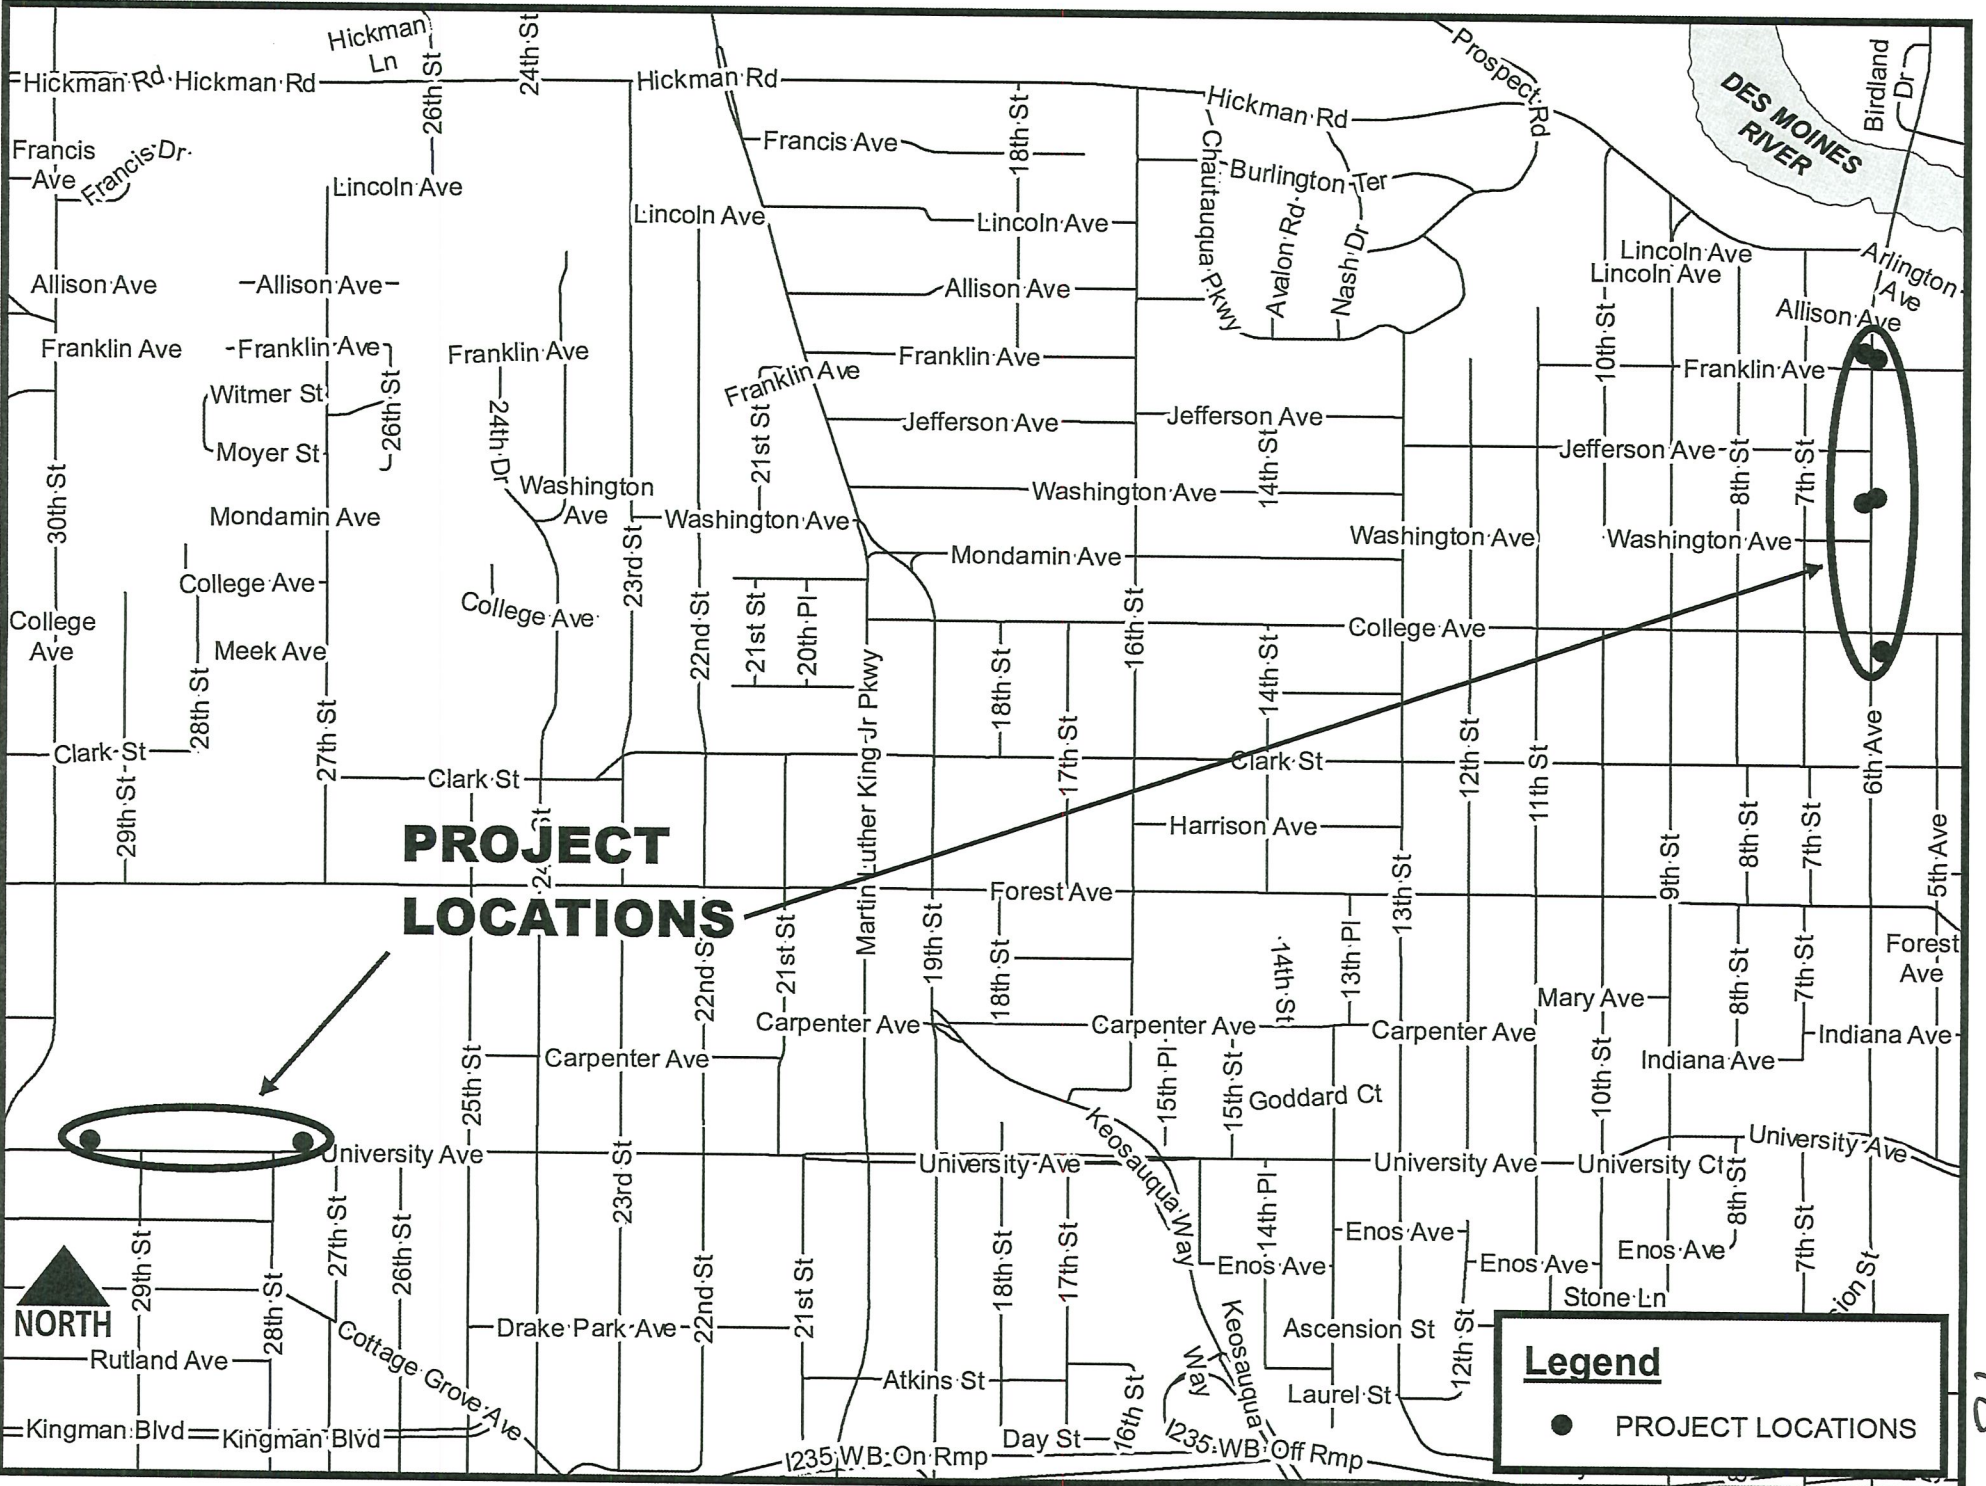 Hickman
Ln
Hickman Rd
Hickman Rd
26th St
24th St
Hickman Rd
18th St
Hickman Rd
Prospect Rd
DES MOINES
RIVER
Birdland
Dr
Francis
Ave
Francis Dr
Francis Ave
Chautauqua Pkwy
Burlington Ter
Lincoln Ave
Lincoln Ave
Lincoln Ave
Avalon Rd
Nash Dr
Lincoln Ave
Lincoln Ave
Arlington
Ave
Allison Ave
Allison Ave
Allison Ave
Allison Ave
Franklin Ave
Franklin Ave
Franklin Ave
Franklin Ave
Franklin Ave
10th St
Franklin Ave
Witmer St
26th St
24th Dr
21st St
Jefferson Ave
Jefferson Ave
14th St
Jefferson Ave
8th St
7th St
Moyer St
30th St
Washington
Ave
Washington Ave
Washington Ave
Washington Ave
Washington Ave
Mondamin Ave
23rd St
Mondamin Ave
College Ave
College Ave
College
Ave
22nd St
21st St
20th Pl
16th St
College Ave
Meek Ave
28th St
Martin Luther King Jr Pkwy
18th St
17th St
14th St
12th St
11th St
6th Ave
27th St
Clark St
Clark St
Clark St
29th St
PROJECT
LOCATIONS
24 St
Harrison Ave
13th St
9th St
8th St
7th St
5th Ave
Forest Ave
22nd S
21st St
19th St
18th St
14th St
13th Pl
Mary Ave
8th St
7th St
Forest
Ave
Carpenter Ave
Carpenter Ave
Carpenter Ave
Carpenter Ave
Indiana Ave
Indiana Ave
25th St
15th Pl
15th St
Goddard Ct
10th St
Keosauqua Way
University Ave
University Ave
University Ave
University Ct
University Ave
23rd St
29th St
28th St
27th St
26th St
22nd St
21st St
18th St
17th St
14th Pl
Enos Ave
Enos Ave
Enos Ave
Enos Ave
8th St
7th St
sion St
Stone Ln
NORTH
Drake Park Ave
Ascension St
12th St
Rutland Ave
Cottage Grove Ave
Atkins St
16th St
Keosauqua
Way
Laurel St
Kingman Blvd
Kingman Blvd
Day St
I235 WB On Rmp
I235 WB Off Rmp
Legend
PROJECT LOCATIONS